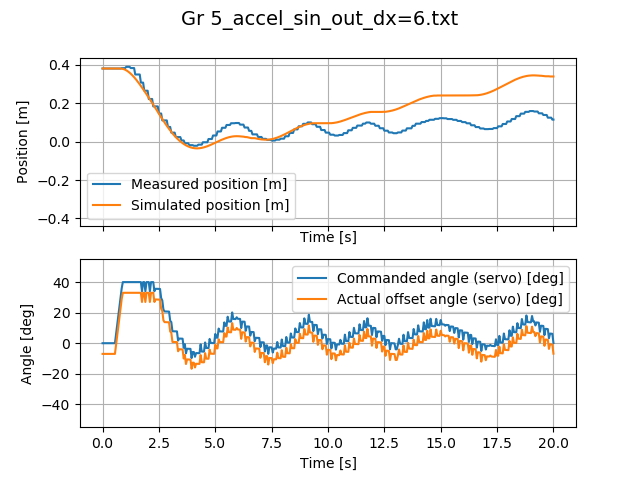 Gr 5_accel_sin_out_dx=6.txt
0.4
0.2
0.0
−0.2
−0.4
Position [m]
Measured position [m]
Simulated position [m]
Time [s]
40
20
0
−20
−40
Angle [deg]
Commanded angle (servo) [deg]
Actual offset angle (servo) [deg]
0.0 2.5 5.0 7.5 10.0 12.5 15.0 17.5 20.0
Time [s]